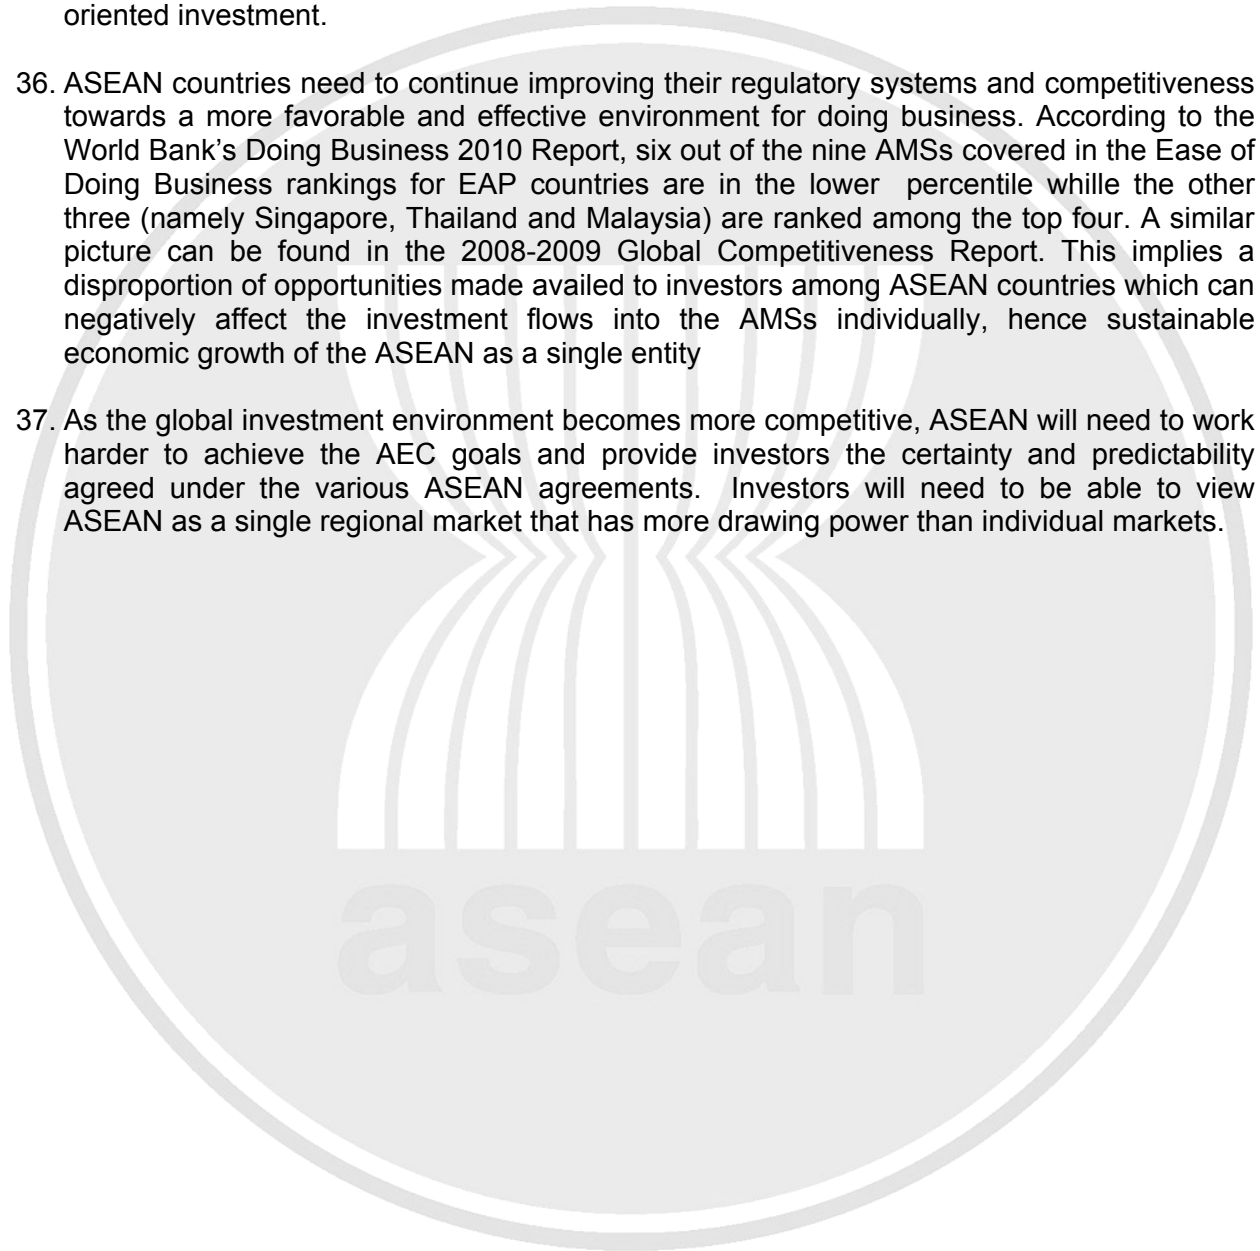 oriented investment.
36. ASEAN countries need to continue improving their regulatory systems and competitiveness
towards a more favorable and effective environment for doing business. According to the
World Bank's Doing Business 2010 Report, six out of the nine AMSs covered in the Ease of
Doing Business rankings for EAP countries are in the lower percentile whille the other
three (namely Singapore, Thailand and Malaysia) are ranked among the top four. A similar
picture can be found in the 2008-2009 Global Competitiveness Report. This implies a
disproportion of opportunities made availed to investors among ASEAN countries which can
negatively affect the investment flows into the AMSs individually, hence sustainable
economic growth of the ASEAN as a single entity
37. As the global investment environment becomes more competitive, ASEAN will need to work
harder to achieve the AEC goals and provide investors the certainty and predictability
agreed under the various ASEAN agreements. Investors will need to be able to view
ASEAN as a single regional market that has more drawing power than individual markets.
asean